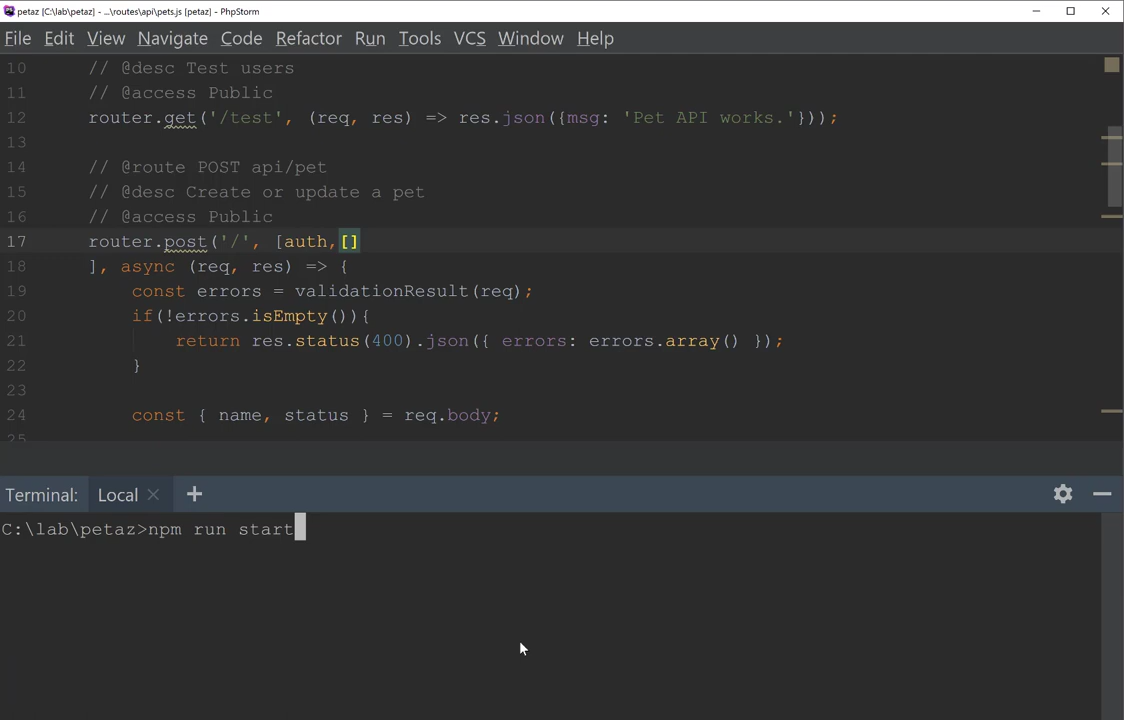 petaz [C:\lab\petaz] - ...\routes\api\pets.js [petaz] - PhpStorm
File Edit View Navigate Code Refactor Run Tools VCS Window Help
10 // @desc Test users
11 // @access Public
12 router.get('/test', (req, res) => res.json({msg: 'Pet API works.'}));
13
14 // @route POST api/pet
15 // @desc Create or update a pet
16 // @access Public
17 router.post('/', [auth,[]
18 ], async (req, res) => {
19 const errors = validationResult(req);
20 if(!errors.isEmpty()){
21 return res.status(400).json({ errors: errors.array() });
22 }
23
24 const { name, status } = req.body;
25
Terminal: Local
C:\lab\petaz>npm run start